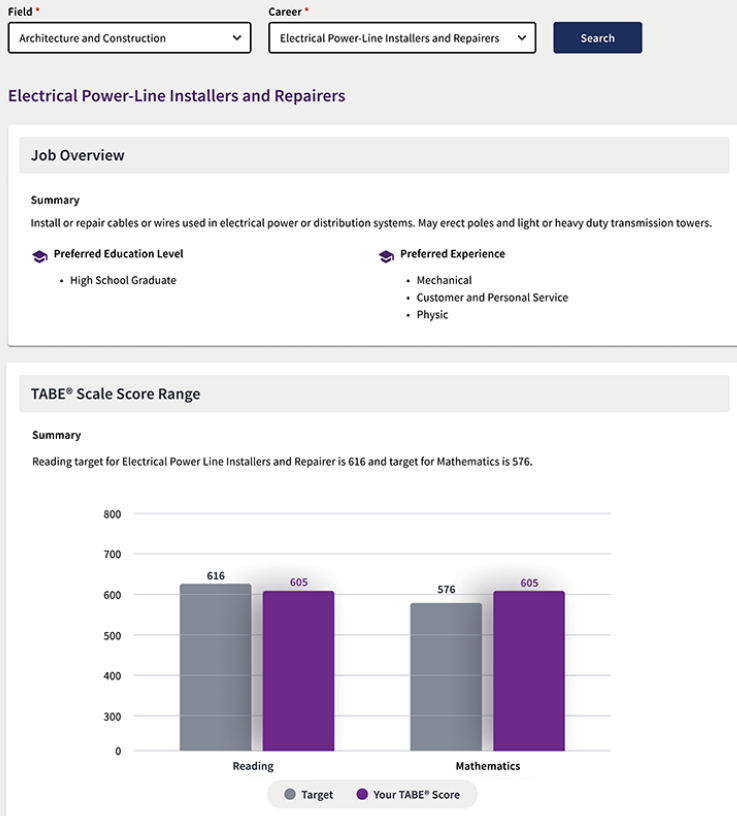 Field *
Career *
Architecture and Construction
Electrical Power-Line Installers and Repairers
Search
Electrical Power-Line Installers and Repairers
Job Overview
Summary
Install or repair cables or wires used in electrical power or distribution systems. May erect poles and light or heavy duty transmission towers.
Preferred Education Level
• High School Graduate
Preferred Experience
• Mechanical
• Customer and Personal Service
• Physic
TABE® Scale Score Range
Summary
Reading target for Electrical Power Line Installers and Repairer is 616 and target for Mathematics is 576.
800
700
600
500
400
300
0
616
605
576
605
Reading
Mathematics
Target
Your TABE® Score